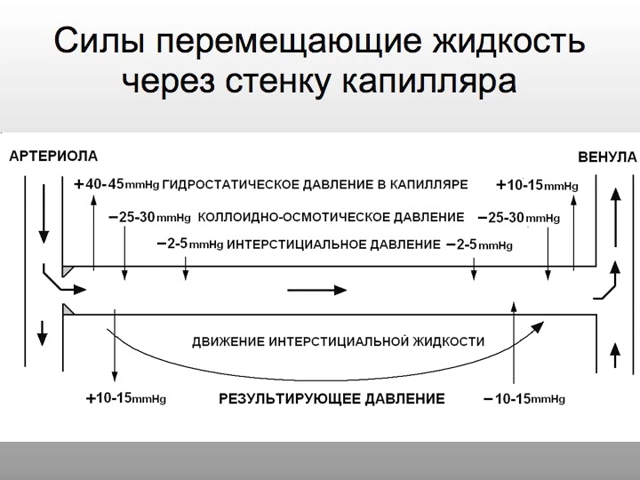 Силы перемещающие жидкость
через стенку капилляра
АРТЕРИОЛА
ВЕНУЛА
+40-45mmHg ГИДРОСТАТИЧЕСКОЕ ДАВЛЕНИЕ В КАПИЛЛЯРЕ +10-15mmHg
−25-30mmHg КОЛЛОИДНО-ОСМОТИЧЕСКОЕ ДАВЛЕНИЕ −25-30mmHg
−2-5mmHg ИНТЕРСТИЦИАЛЬНОЕ ДАВЛЕНИЕ −2-5mmHg
ДВИЖЕНИЕ ИНТЕРСТИЦИАЛЬНОЙ ЖИДКОСТИ
+10-15mmHg РЕЗУЛЬТИРУЮЩЕЕ ДАВЛЕНИЕ −10-15mmHg